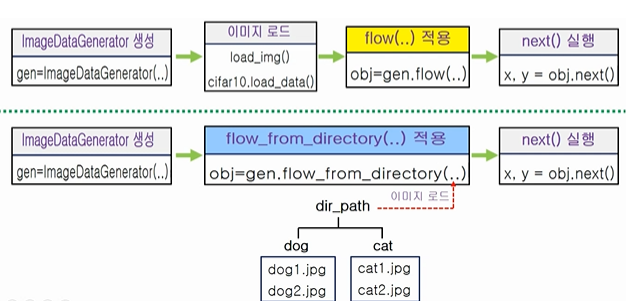 ImageDataGenerator 생성
gen=ImageDataGenerator(..)
이미지 로드
load_img()
cifar10.load_data()
flow(..) 적용
obj=gen.flow(..)
next() 실행
x, y = obj.next()
ImageDataGenerator 생성
gen=ImageDataGenerator(..)
flow_from_directory(..) 적용
obj=gen.flow_from_directory(..)
next() 실행
x, y = obj.next()
이미지 로드
dir_path
dog
cat
dog1.jpg
dog2.jpg
cat1.jpg
cat2.jpg